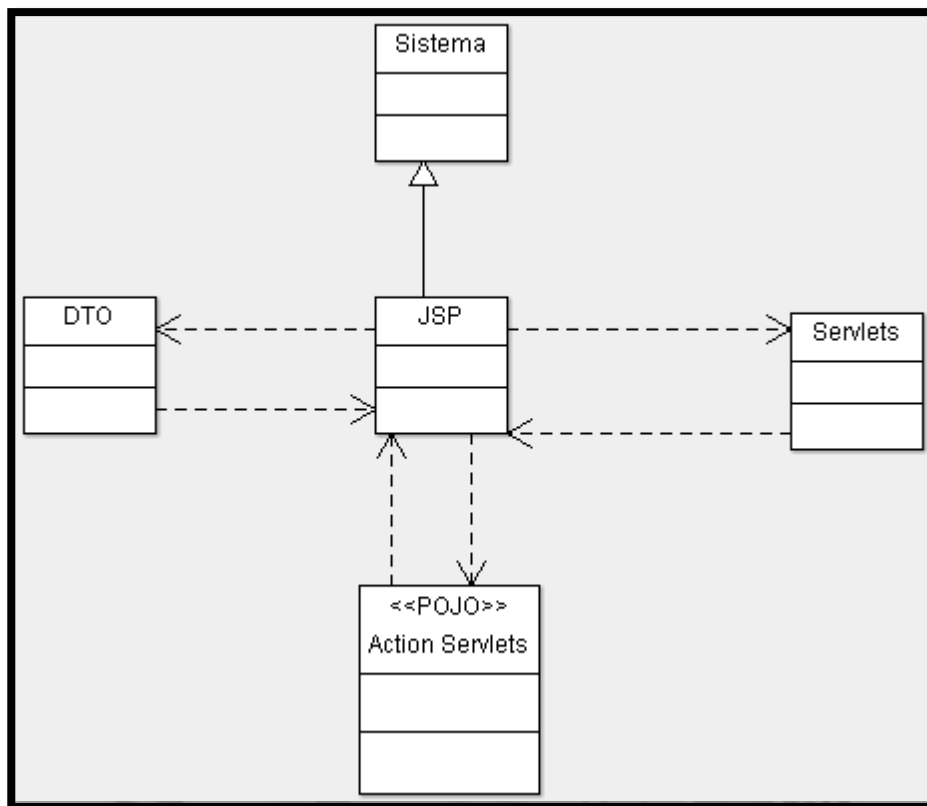 Sistema
DTO
JSP
Servlets
<<POJO>>
Action Servlets